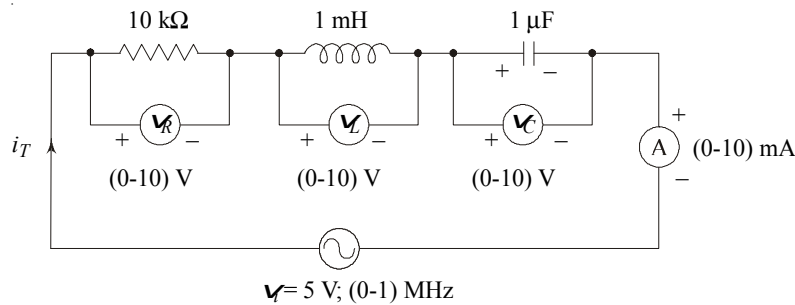 10 kΩ 1 mH 1 µF
+ −
V_R V_L V_C
+ − + − + −
+
i_T A (0-10) mA
−
(0-10) V (0-10) V (0-10) V
V_i = 5 V; (0-1) MHz